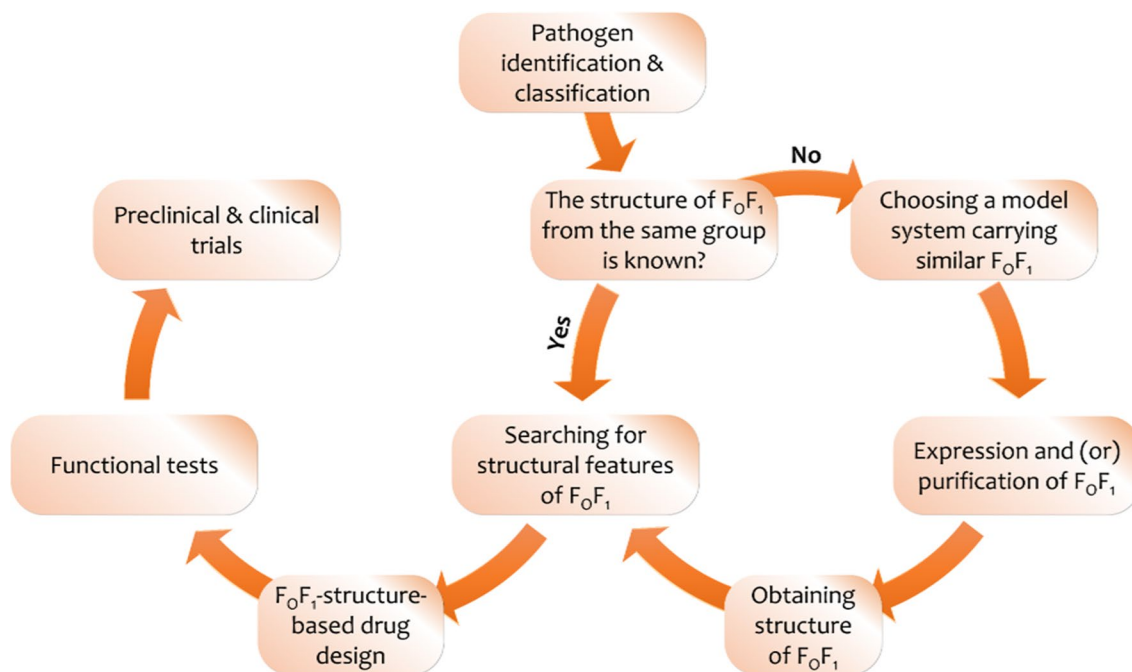 Pathogen
identification &
classification
No
The structure of FₒF₁
from the same group
is known?
Choosing a model
system carrying
similar FₒF₁
Preclinical & clinical
trials
Yes
Functional tests
Searching for
structural features
of FₒF₁
Expression and (or)
purification of FₒF₁
FₒF₁-structure-
based drug
design
Obtaining
structure
of FₒF₁